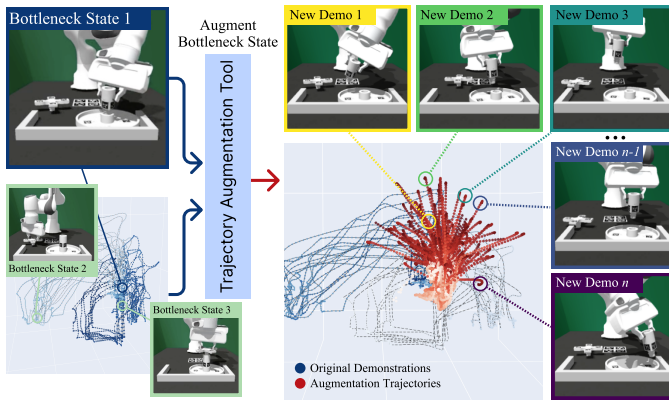 Bottleneck State 1
Augment
Bottleneck State
Trajectory Augmentation Tool
New Demo 1
New Demo 2
New Demo 3
...
New Demo n-1
New Demo n
Bottleneck State 2
Bottleneck State 3
Original Demonstrations
Augmentation Trajectories